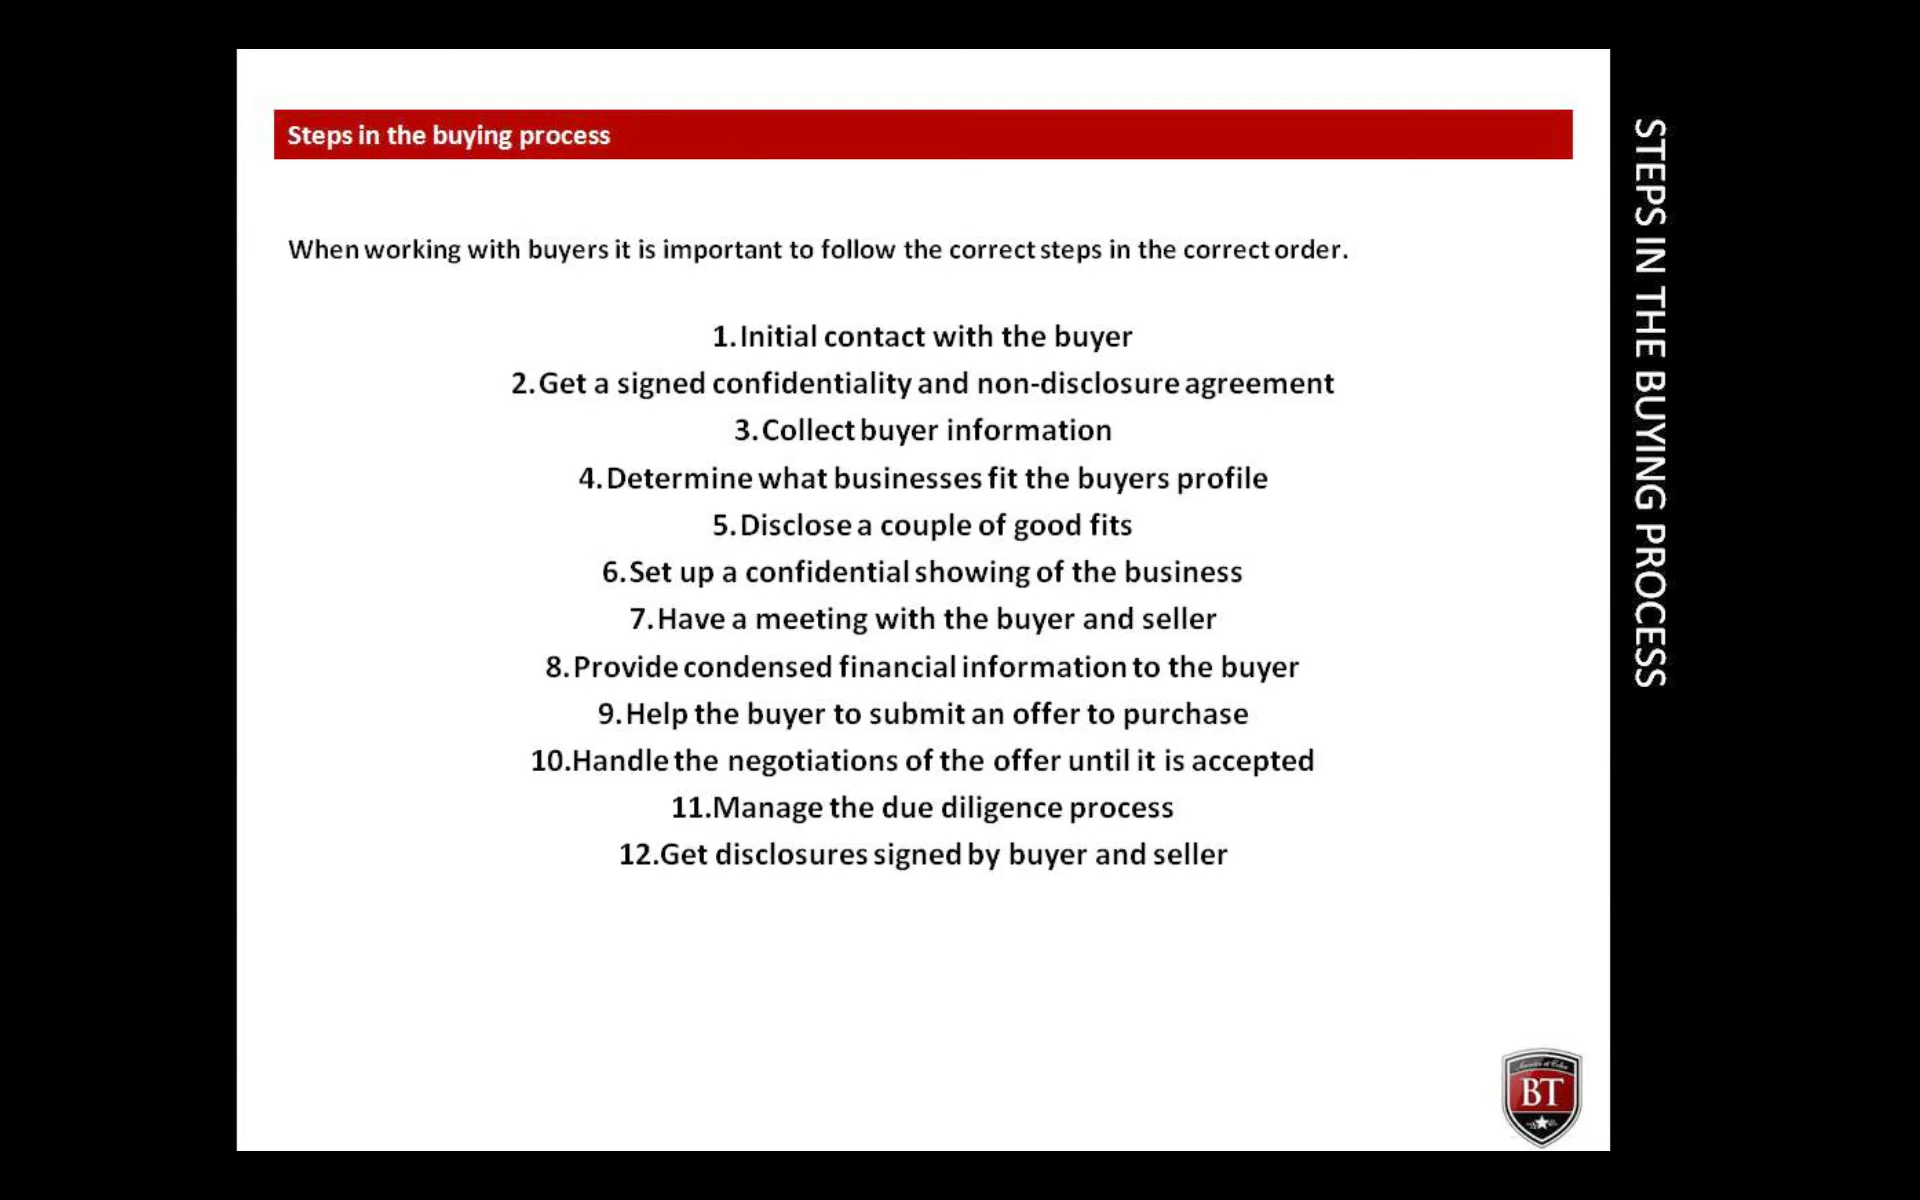 Steps in the buying process
When working with buyers it is important to follow the correct steps in the correct order.
1.Initial contact with the buyer
2.Get a signed confidentiality and non-disclosure agreement
3.Collect buyer information
4.Determine what businesses fit the buyers profile
5.Disclose a couple of good fits
6.Set up a confidential showing of the business
7.Have a meeting with the buyer and seller
8.Provide condensed financial information to the buyer
9.Help the buyer to submit an offer to purchase
10.Handle the negotiations of the offer until it is accepted
11.Manage the due diligence process
12.Get disclosures signed by buyer and seller
STEPS IN THE BUYING PROCESS
BT